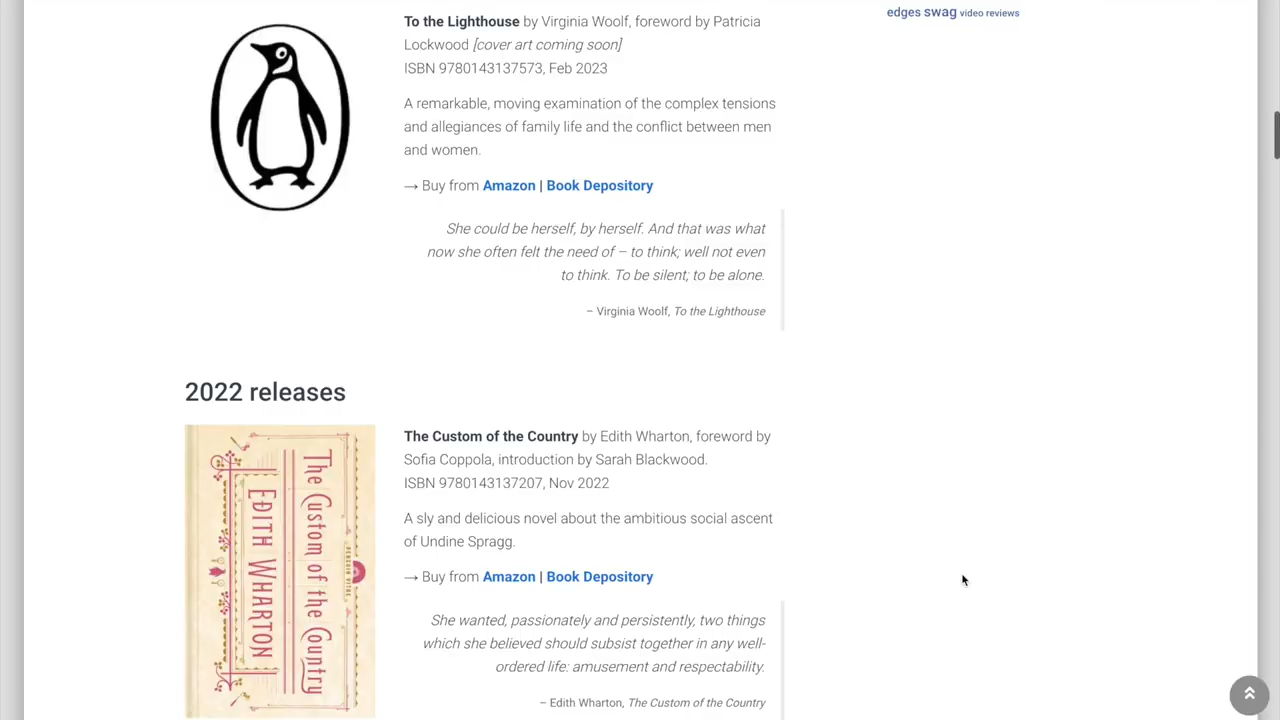 edges swag video reviews
To the Lighthouse by Virginia Woolf, foreword by Patricia
Lockwood [cover art coming soon]
ISBN 9780143137573, Feb 2023
A remarkable, moving examination of the complex tensions
and allegiances of family life and the conflict between men
and women.
→ Buy from Amazon | Book Depository
She could be herself, by herself. And that was what
now she often felt the need of – to think; well not even
to think. To be silent; to be alone.
– Virginia Woolf, To the Lighthouse
2022 releases
The Custom of the Country
EDITH WHARTON
PENGUIN VITAE
The Custom of the Country by Edith Wharton, foreword by
Sofia Coppola, introduction by Sarah Blackwood.
ISBN 9780143137207, Nov 2022
A sly and delicious novel about the ambitious social ascent
of Undine Spragg.
→ Buy from Amazon | Book Depository
She wanted, passionately and persistently, two things
which she believed should subsist together in any well-
ordered life: amusement and respectability.
– Edith Wharton, The Custom of the Country